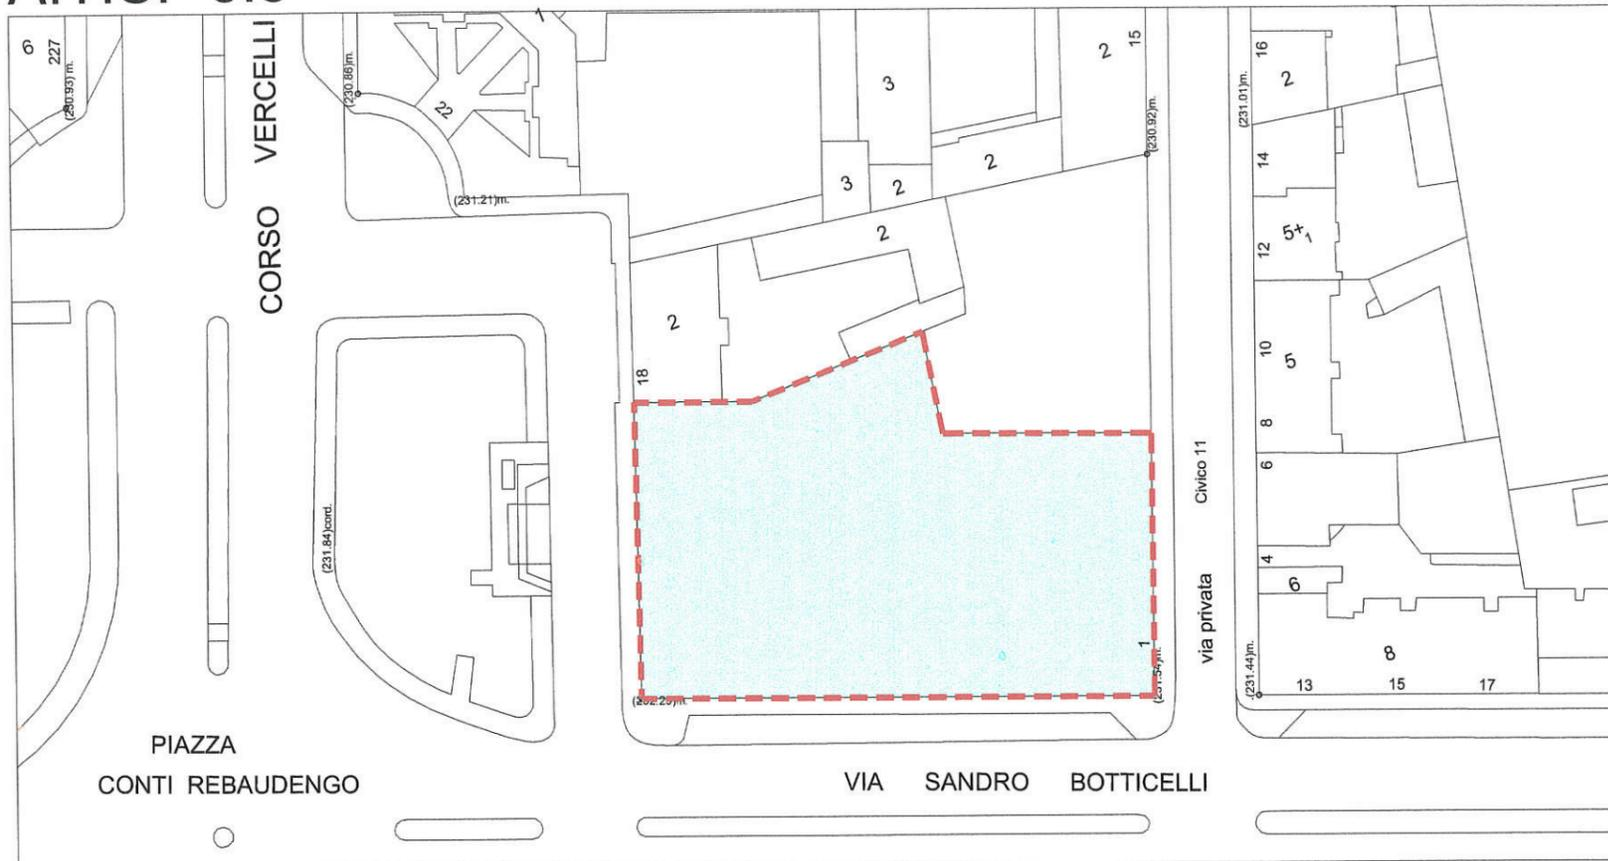 6
227
(230.93) m.
CORSO VERCELLI
(230.86)m.
1
22
(231.21)m.
3
2
15
(230.92)m.
3
2
2
2
2
18
(231.01)m.
16
2
14
5+1
12
10
5
8
6
4
6
8
(231.84)cord.
Civico 11
via privata
1
(231.44)m.
13 15 17
PIAZZA
CONTI REBAUDENGO
VIA SANDRO BOTTICELLI